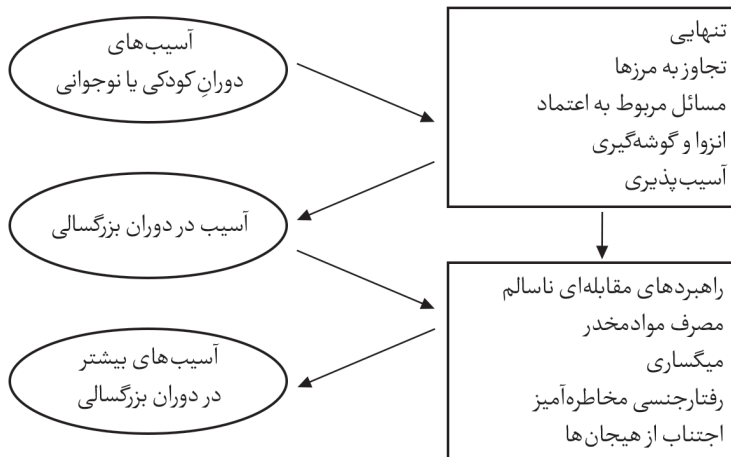 آسیب‌های
دورانِ کودکی یا نوجوانی
تنهایی
تجاوز به مرزها
مسائل مربوط به اعتماد
انزوا و گوشه‌گیری
آسیب‌پذیری
آسیب در دوران بزرگسالی
راهبردهای مقابله‌ای ناسالم
مصرف موادمخدر
میگساری
رفتارجنسی مخاطره‌آمیز
اجتناب از هیجان‌ها
آسیب‌های بیشتر
در دوران بزرگسالی